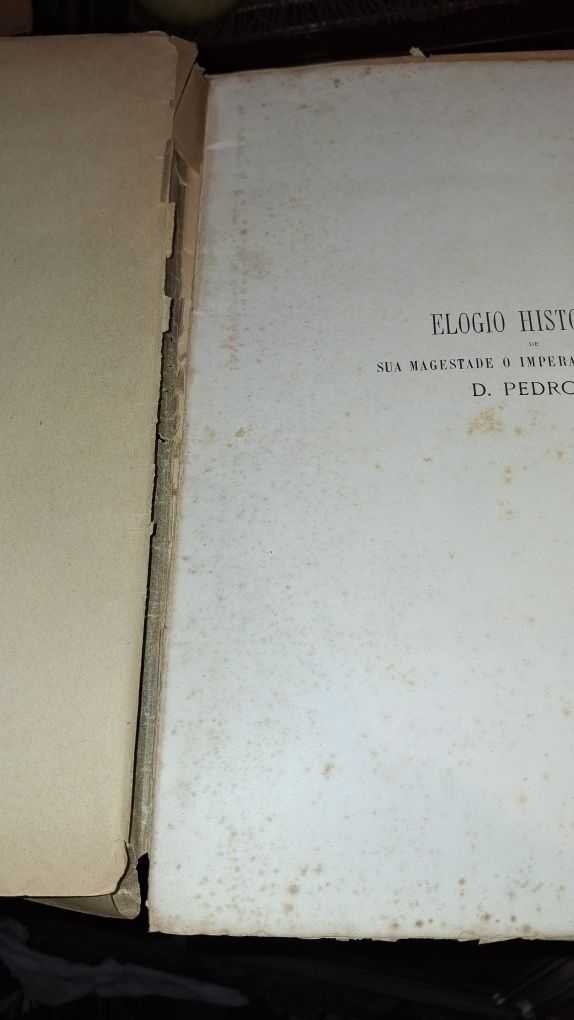 ELOGIO HISTO
DE
SUA MAGESTADE O IMPERA
D. PEDRO